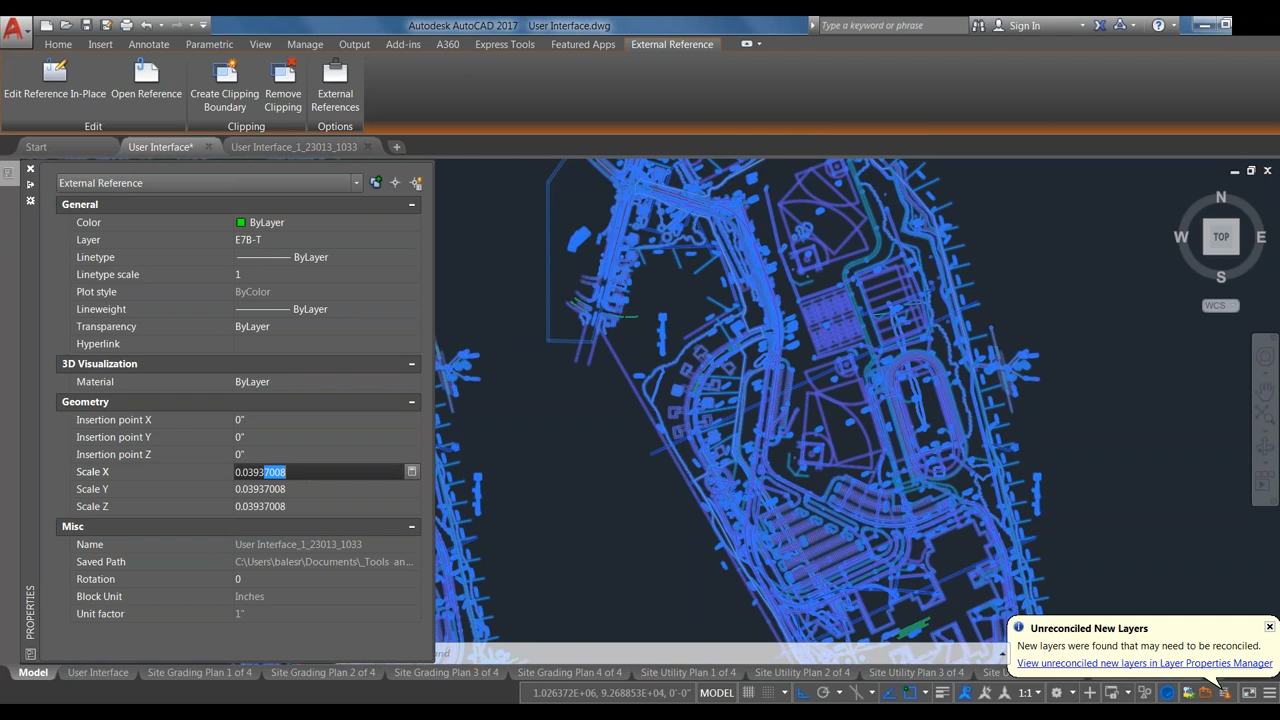 Autodesk AutoCAD 2017 User Interface.dwg
Type a keyword or phrase
Sign In
Home Insert Annotate Parametric View Manage Output Add-ins A360 Express Tools Featured Apps External Reference
Edit Reference In-Place
Open Reference
Create Clipping Boundary
Remove Clipping
External References
Edit
Clipping
Options
Start
User Interface*
User Interface_1_23013_1033
External Reference
General
Color ByLayer
Layer E7B-T
Linetype ByLayer
Linetype scale 1
Plot style ByColor
Lineweight ByLayer
Transparency ByLayer
Hyperlink
3D Visualization
Material ByLayer
Geometry
Insertion point X 0"
Insertion point Y 0"
Insertion point Z 0"
Scale X 0.03937008
Scale Y 0.03937008
Scale Z 0.03937008
Misc
Name User Interface_1_23013_1033
Saved Path C:\Users\balesr\Documents\_Tools an...
Rotation 0
Block Unit Inches
Unit factor 1"
PROPERTIES
N
W TOP E
S
WCS
Unreconciled New Layers
New layers were found that may need to be reconciled.
View unreconciled new layers in Layer Properties Manager
Model User Interface Site Grading Plan 1 of 4 Site Grading Plan 2 of 4 Site Grading Plan 3 of 4 Site Grading Plan 4 of 4 Site Utility Plan 1 of 4 Site Utility Plan 2 of 4 Site Utility Plan 3 of 4
1.026372E+06, 9.268853E+04, 0'-0" MODEL 1:1